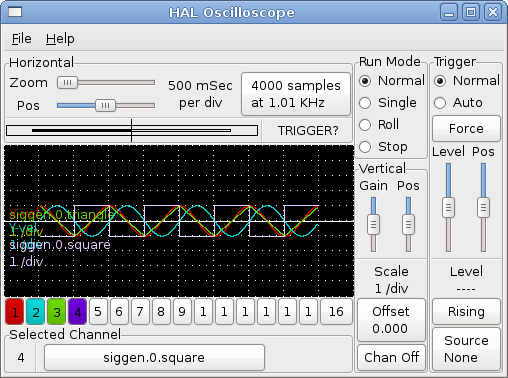 HAL Oscilloscope
File Help
Horizontal
Zoom
Pos
500 mSec
per div
4000 samples
at 1.01 KHz
TRIGGER?
Run Mode
Normal
Single
Roll
Stop
Trigger
Normal
Auto
Force
Level Pos
Level
----
Rising
Source
None
Vertical
Gain Pos
Scale
1 /div
Offset
0.000
Chan Off
siggen.0.triangle
siggen.0.square
1 /div
1 2 3 4 5 6 7 8 9 1 1 1 1 1 1 16
Selected Channel
4 siggen.0.square